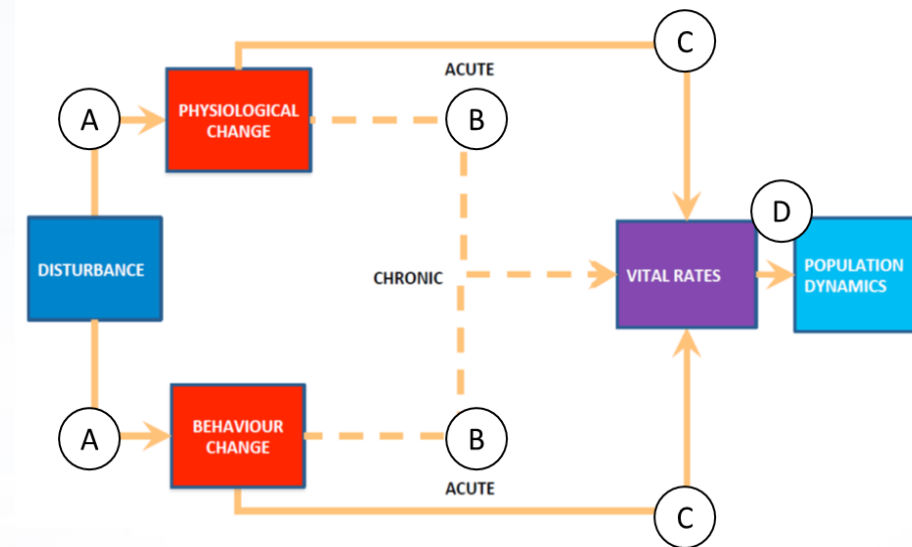 C
ACUTE
PHYSIOLOGICAL
CHANGE
A
B
D
DISTURBANCE
CHRONIC
VITAL RATES
POPULATION
DYNAMICS
A
BEHAVIOUR
CHANGE
B
ACUTE
C